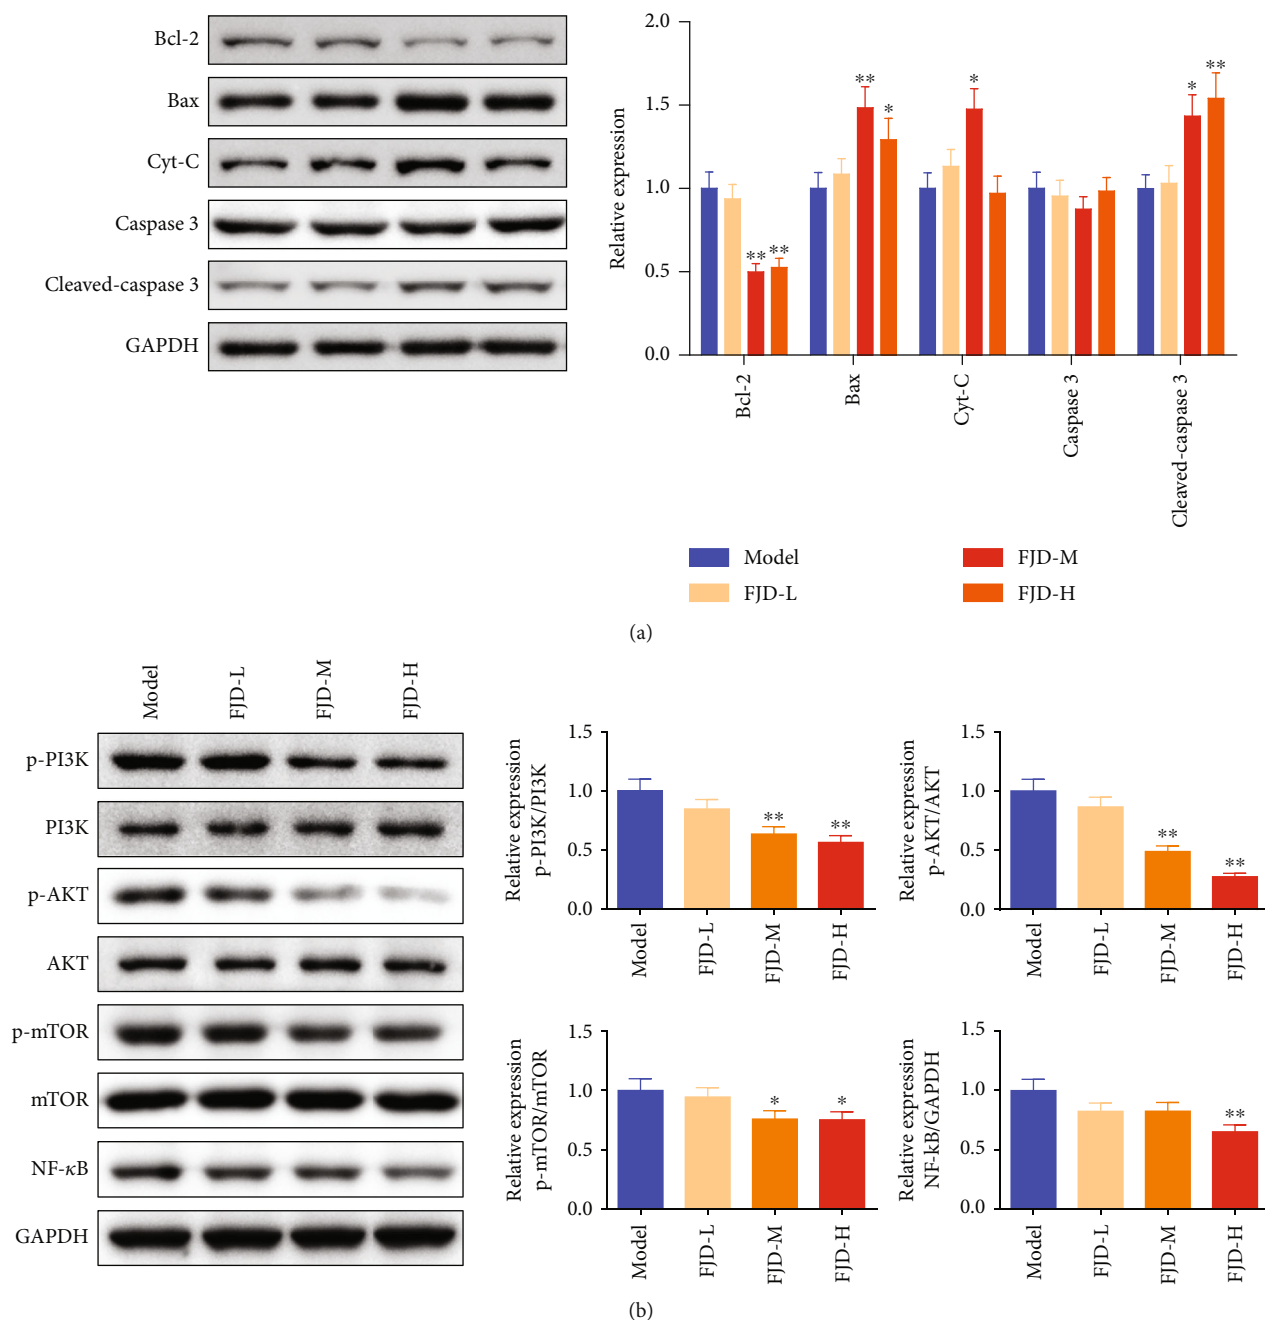 Bcl-2
Bax
Cyt-C
Caspase 3
Cleaved-caspase 3
GAPDH
Relative expression
2.0
1.5
1.0
0.5
0.0
** **
**
*
*
*
**
Bcl-2
Bax
Cyt-C
Caspase 3
Cleaved-caspase 3
Model
FJD-L
FJD-M
FJD-H
(a)
Model
FJD-L
FJD-M
FJD-H
p-PI3K
PI3K
p-AKT
AKT
p-mTOR
mTOR
NF-κB
GAPDH
Relative expression
p-PI3K/PI3K
1.5
1.0
0.5
0.0
**
**
Model
FJD-L
FJD-M
FJD-H
Relative expression
p-AKT/AKT
1.5
1.0
0.5
0.0
**
**
Model
FJD-L
FJD-M
FJD-H
Relative expression
p-mTOR/mTOR
1.5
1.0
0.5
0.0
*
*
Model
FJD-L
FJD-M
FJD-H
Relative expression
NF-kB/GAPDH
1.5
1.0
0.5
0.0
**
Model
FJD-L
FJD-M
FJD-H
(b)